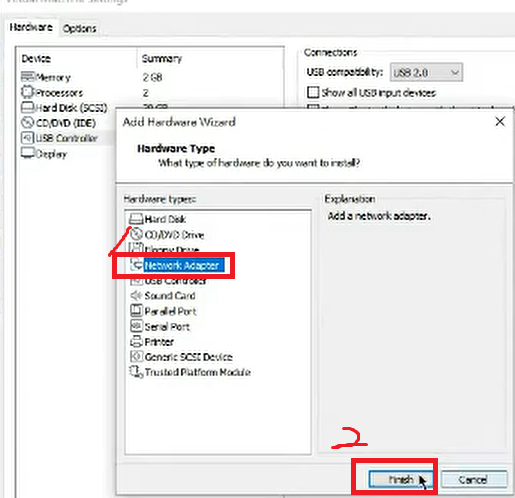 Virtual Machine Settings
Hardware Options
Device Summary
Memory 2 GB
Processors 2
Hard Disk (SCSI) 20 GB
CD/DVD (IDE)
USB Controller
Display
Connections
USB compatibility: USB 2.0
Show all USB input devices
Add Hardware Wizard
Hardware Type
What type of hardware do you want to install?
Hardware types:
Hard Disk
CD/DVD Drive
Floppy Drive
Network Adapter
USB Controller
Sound Card
Parallel Port
Serial Port
Printer
Generic SCSI Device
Trusted Platform Module
Explanation
Add a network adapter.
1
2
Finish Cancel